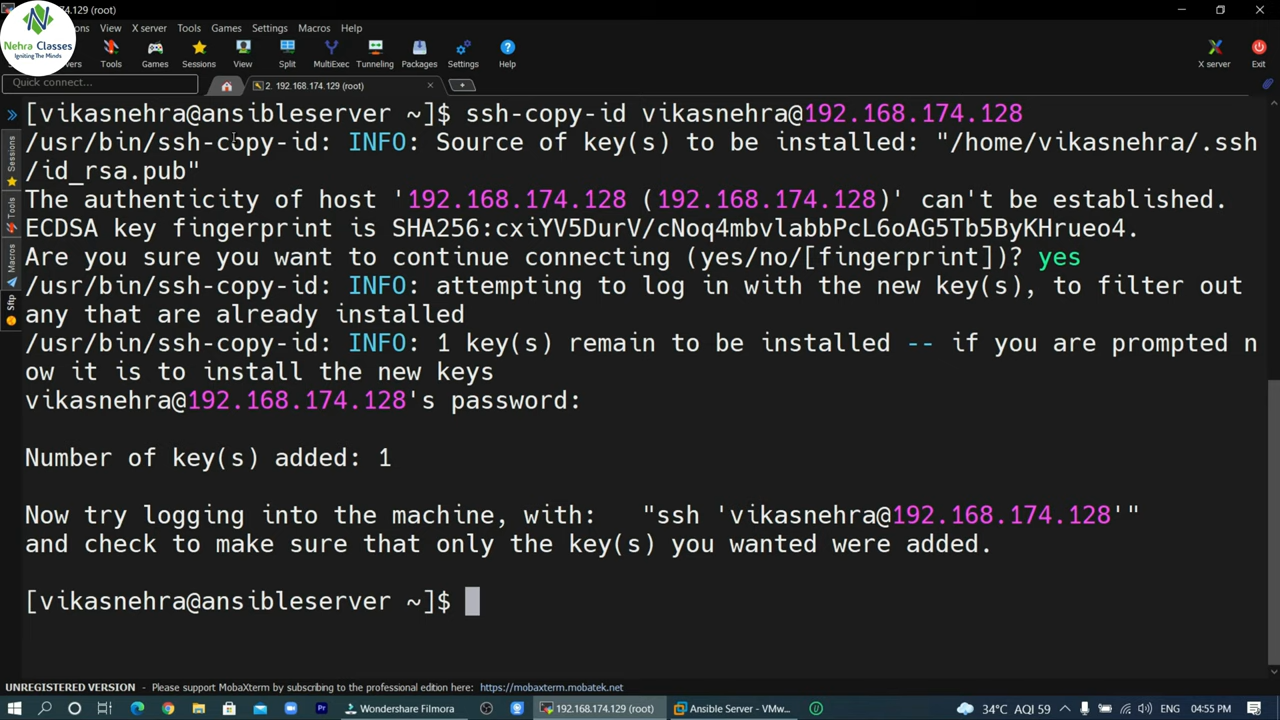 2. 192.168.174.129 (root)
View X server Tools Games Settings Macros Help
Nehra Classes
Igniting The Minds
Tools Games Sessions View Split MultiExec Tunneling Packages Settings Help X server Exit
Quick connect...
2. 192.168.174.129 (root)
Sessions
Tools
Macros
Sftp
[vikasnehra@ansibleserver ~]$ ssh-copy-id vikasnehra@192.168.174.128
/usr/bin/ssh-copy-id: INFO: Source of key(s) to be installed: "/home/vikasnehra/.ssh
/id_rsa.pub"
The authenticity of host '192.168.174.128 (192.168.174.128)' can't be established.
ECDSA key fingerprint is SHA256:cxiYV5DurV/cNoq4mbvlabbPcL6oAG5Tb5ByKHrueo4.
Are you sure you want to continue connecting (yes/no/[fingerprint])? yes
/usr/bin/ssh-copy-id: INFO: attempting to log in with the new key(s), to filter out
any that are already installed
/usr/bin/ssh-copy-id: INFO: 1 key(s) remain to be installed -- if you are prompted n
ow it is to install the new keys
vikasnehra@192.168.174.128's password:
Number of key(s) added: 1
Now try logging into the machine, with:   "ssh 'vikasnehra@192.168.174.128'"
and check to make sure that only the key(s) you wanted were added.
[vikasnehra@ansibleserver ~]$
UNREGISTERED VERSION - Please support MobaXterm by subscribing to the professional edition here: https://mobaxterm.mobatek.net
Wondershare Filmora 192.168.174.129 (root) Ansible Server - VMw... 34°C AQI 59 ENG 04:55 PM